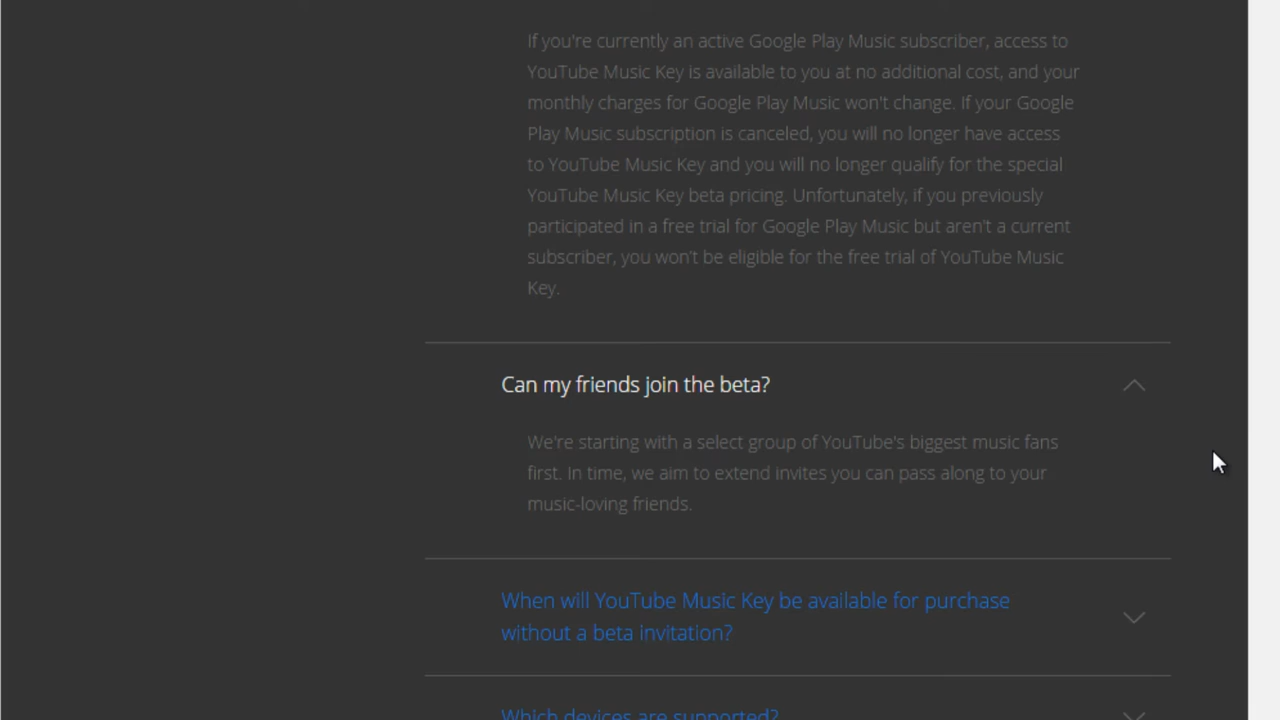 If you're currently an active Google Play Music subscriber, access to
YouTube Music Key is available to you at no additional cost, and your
monthly charges for Google Play Music won't change. If your Google
Play Music subscription is canceled, you will no longer have access
to YouTube Music Key and you will no longer qualify for the special
YouTube Music Key beta pricing. Unfortunately, if you previously
participated in a free trial for Google Play Music but aren't a current
subscriber, you won't be eligible for the free trial of YouTube Music
Key.
Can my friends join the beta?
We're starting with a select group of YouTube's biggest music fans
first. In time, we aim to extend invites you can pass along to your
music-loving friends.
When will YouTube Music Key be available for purchase
without a beta invitation?
Which devices are supported?